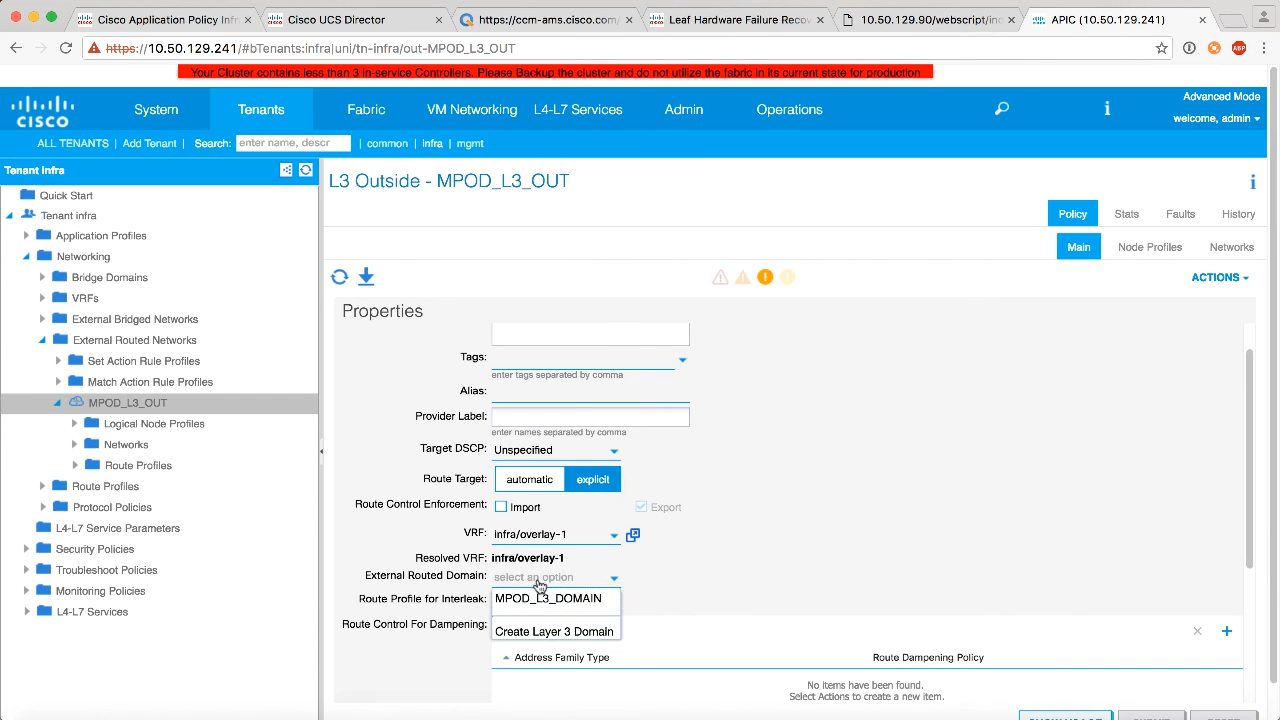 Cisco Application Policy Infr
Cisco UCS Director
https://com-ams.cisco.com/
Leaf Hardware Failure - scov
10.50.129.90/webscript/ind
APIC (10.50.129.241)
https://10.50.129.241/#bTenants:infra|uni/tn-infra/out-MPOD_L3_OUT
ABP
Your Cluster contains less than 3 in-service Controllers. Please Backup the cluster and do not utilize the fabric in its current state for production
CISCO
System Tenants Fabric VM Networking L4-L7 Services Admin Operations
Advanced Mode
welcome, admin
ALL TENANTS | Add Tenant | Search: enter name, descr | common | infra | mgmt
Tenant Infra
Quick Start
Tenant infra
Application Profiles
Networking
Bridge Domains
VRFs
External Bridged Networks
External Routed Networks
Set Action Rule Profiles
Match Action Rule Profiles
MPOD_L3_OUT
Logical Node Profiles
Networks
Route Profiles
Route Profiles
Protocol Policies
L4-L7 Service Parameters
Security Policies
Troubleshoot Policies
Monitoring Policies
L4-L7 Services
L3 Outside - MPOD_L3_OUT
Policy Stats Faults History
Main Node Profiles Networks
ACTIONS
Properties
Tags:
enter tags separated by comma
Alias:
Provider Label:
enter names separated by comma
Target DSCP: Unspecified
Route Target: automatic explicit
Route Control Enforcement: Import Export
VRF: infra/overlay-1
Resolved VRF: infra/overlay-1
External Routed Domain: select an option
Route Profile for Interleak: MPOD_L3_DOMAIN
Route Control For Dampening: Create Layer 3 Domain
Address Family Type Route Dampening Policy
No items have been found.
Select Actions to create a new item.